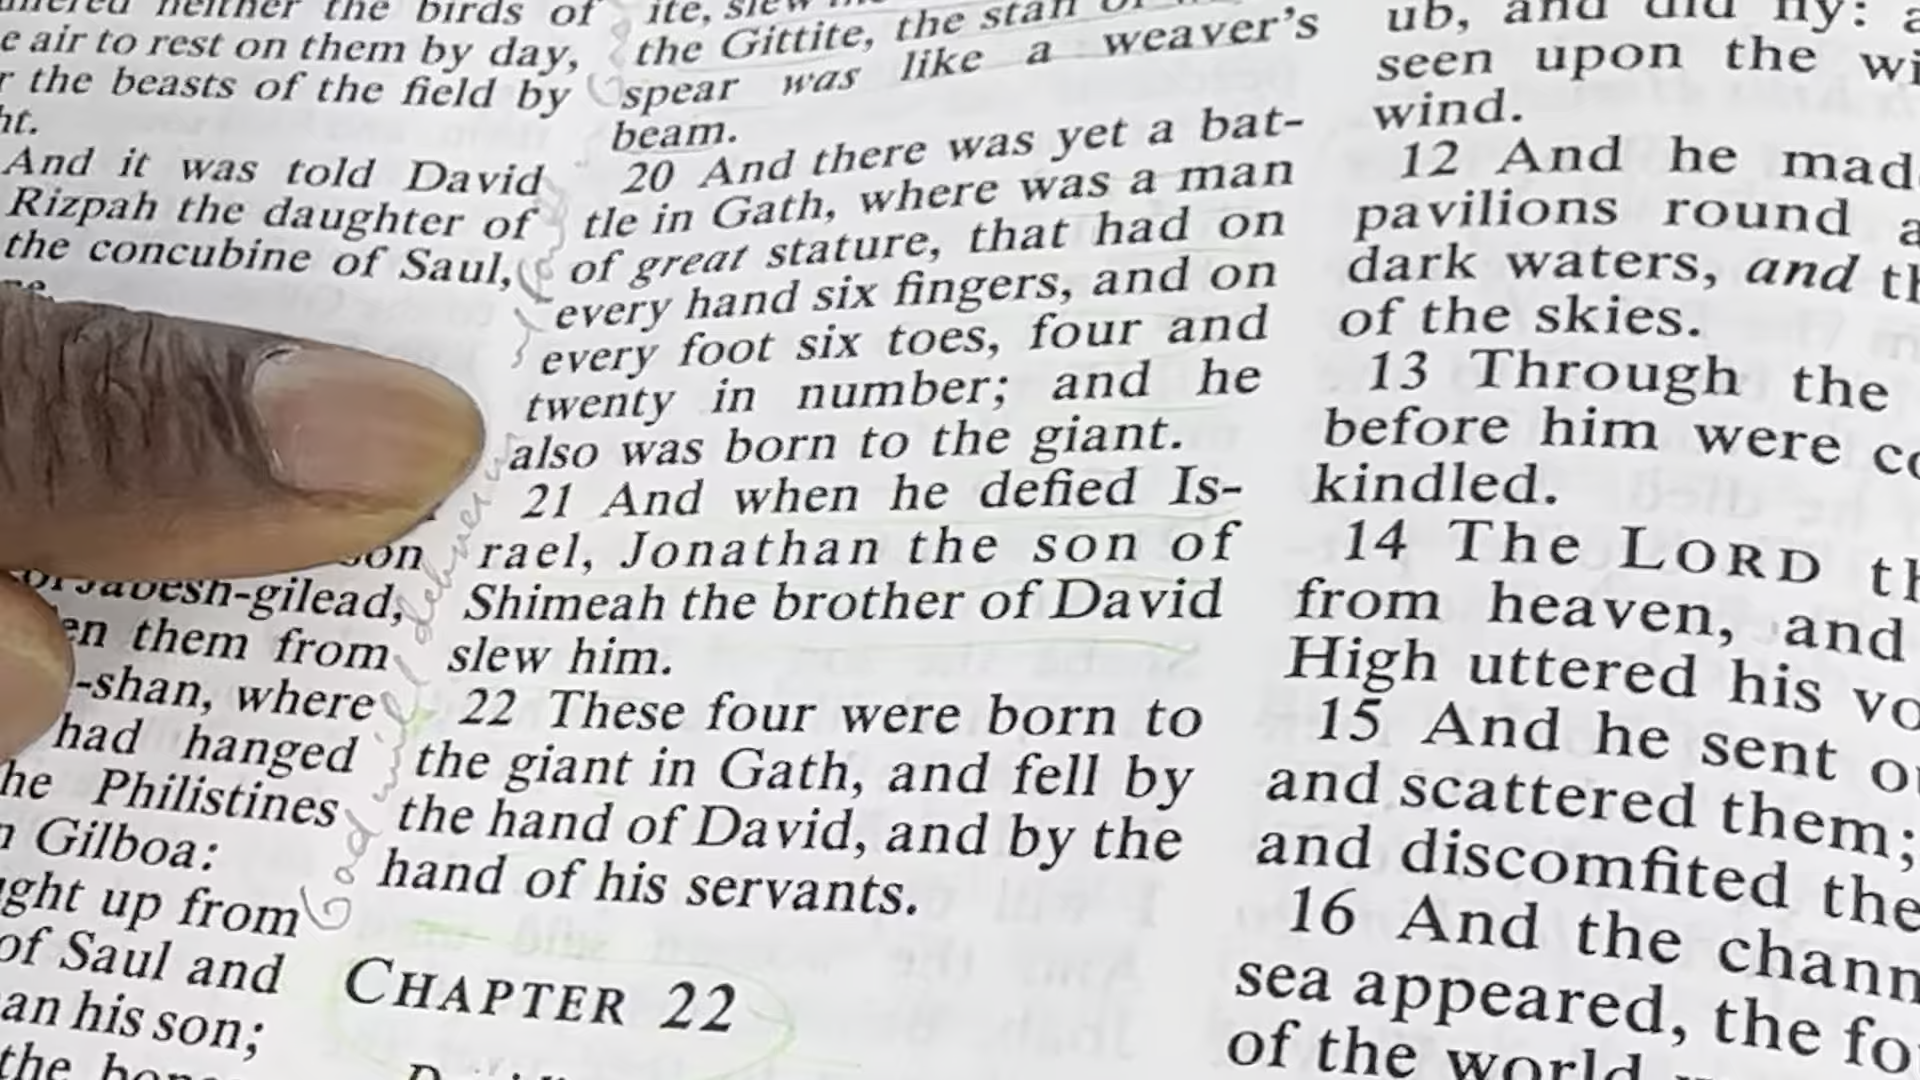 neither the birds of
e air to rest on them by day,
r the beasts of the field by
ht.
And it was told David
Rizpah the daughter of
the concubine of Saul,
son
of Jabesh-gilead,
en them from
-shan, where
had hanged
he Philistines
n Gilboa:
ght up from
of Saul and
an his son;
the bones
ite, slew
the Gittite, the staff of
spear was like a weaver's
beam.
20 And there was yet a bat-
tle in Gath, where was a man
of great stature, that had on
every hand six fingers, and on
every foot six toes, four and
twenty in number; and he
also was born to the giant.
21 And when he defied Is-
rael, Jonathan the son of
Shimeah the brother of David
slew him.
22 These four were born to
the giant in Gath, and fell by
the hand of David, and by the
hand of his servants.
CHAPTER 22
ub, and did fly: a
seen upon the wi
wind.
12 And he mad
pavilions round a
dark waters, and th
of the skies.
13 Through the
before him were co
kindled.
14 The LORD th
from heaven, and
High uttered his vo
15 And he sent ou
and scattered them;
and discomfited the
16 And the chann
sea appeared, the fo
of the world
God will deliver us